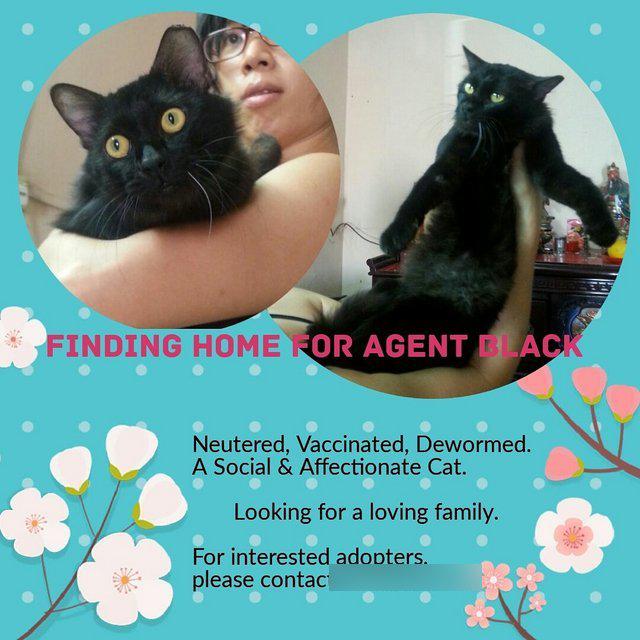 FINDING HOME FOR AGENT BLACK
Neutered, Vaccinated, Dewormed.
A Social & Affectionate Cat.
Looking for a loving family.
For interested adopters,
please contact